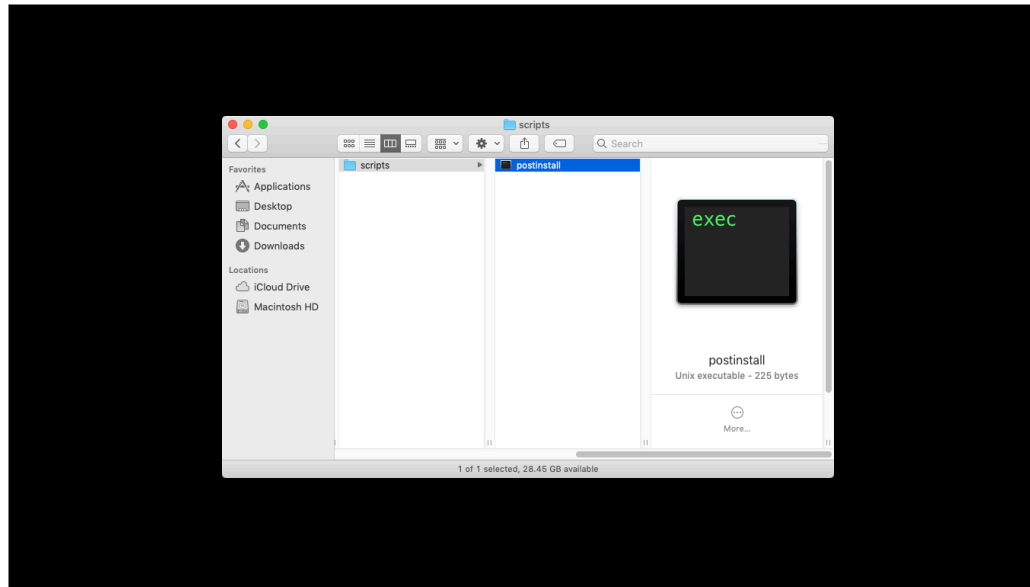 scripts
Search
Favorites
Applications
Desktop
Documents
Downloads
Locations
iCloud Drive
Macintosh HD
scripts
postinstall
exec
postinstall
Unix executable - 225 bytes
More...
1 of 1 selected, 28.45 GB available